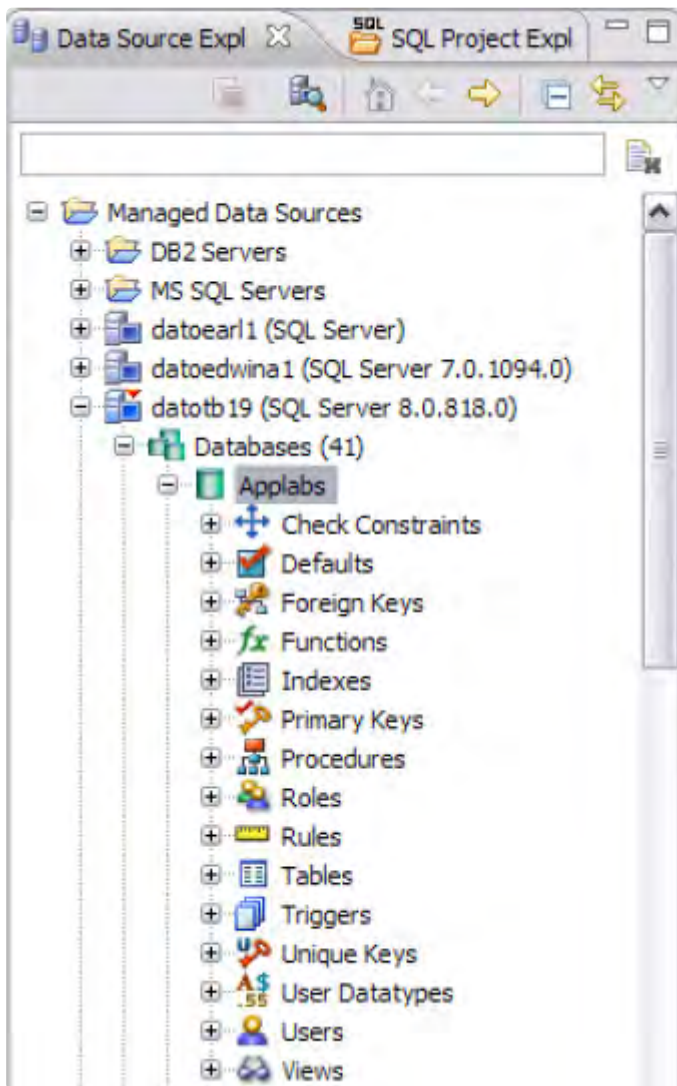 Data Source Expl SQL Project Expl
Managed Data Sources
DB2 Servers
MS SQL Servers
datoearl1 (SQL Server)
datoedwina1 (SQL Server 7.0.1094.0)
datotb19 (SQL Server 8.0.818.0)
Databases (41)
Applabs
Check Constraints
Defaults
Foreign Keys
fx Functions
Indexes
Primary Keys
Procedures
Roles
Rules
Tables
Triggers
Unique Keys
User Datatypes
Users
Views